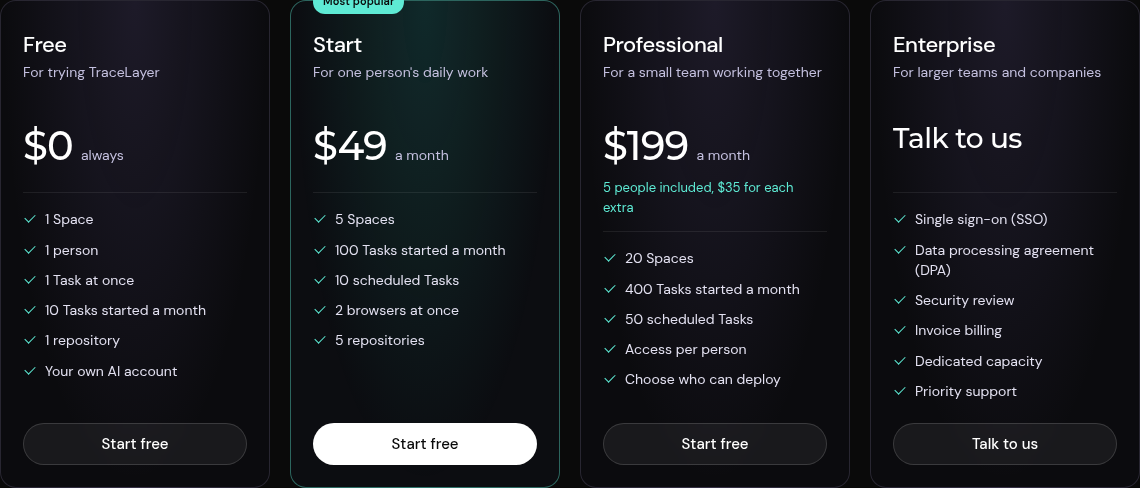 Most popular
Free
For trying TraceLayer
$0 always
1 Space
1 person
1 Task at once
10 Tasks started a month
1 repository
Your own AI account
Start free
Start
For one person's daily work
$49 a month
5 Spaces
100 Tasks started a month
10 scheduled Tasks
2 browsers at once
5 repositories
Start free
Professional
For a small team working together
$199 a month
5 people included, $35 for each
extra
20 Spaces
400 Tasks started a month
50 scheduled Tasks
Access per person
Choose who can deploy
Start free
Enterprise
For larger teams and companies
Talk to us
Single sign-on (SSO)
Data processing agreement
(DPA)
Security review
Invoice billing
Dedicated capacity
Priority support
Talk to us